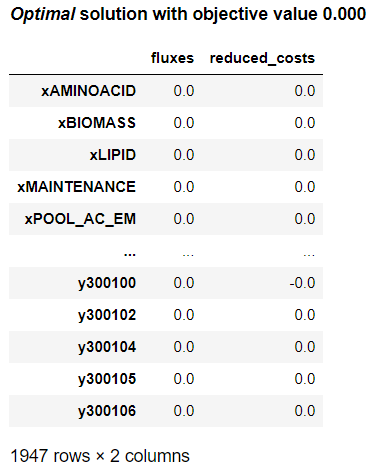 Optimal solution with objective value 0.000
fluxes reduced_costs
xAMINOACID 0.0 0.0
xBIOMASS 0.0 0.0
xLIPID 0.0 0.0
xMAINTENANCE 0.0 0.0
xPOOL_AC_EM 0.0 0.0
... ... ...
y300100 0.0 -0.0
y300102 0.0 0.0
y300104 0.0 0.0
y300105 0.0 0.0
y300106 0.0 0.0
1947 rows × 2 columns